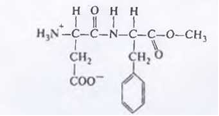 H O H H
H₃N⁺—C—C—N—C—C—O—CH₃
CH₂ CH₂ O
COO⁻